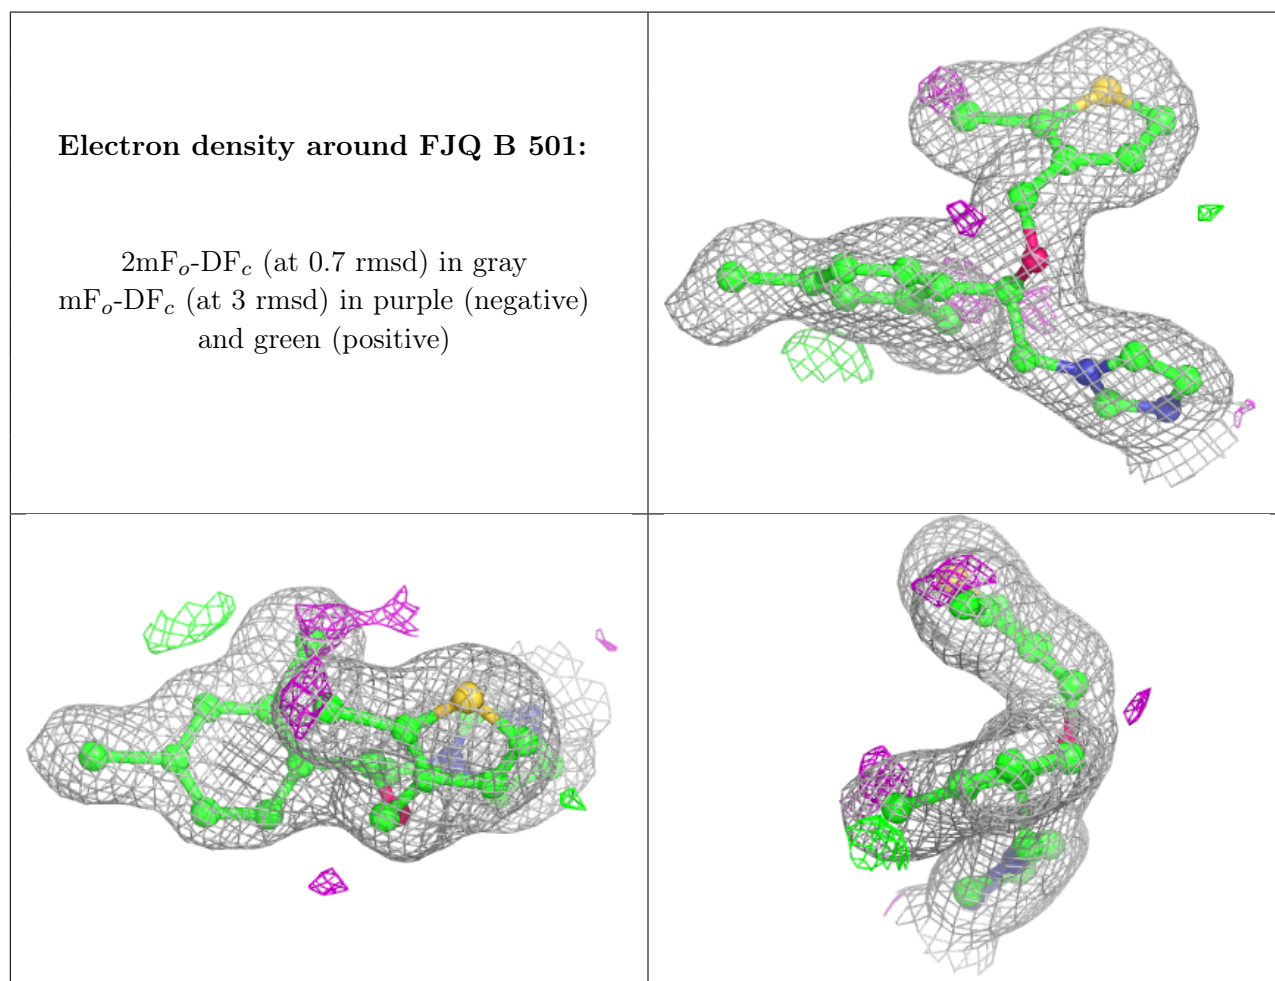 Electron density around FJQ B 501:
2mFo-DFc (at 0.7 rmsd) in gray
mFo-DFc (at 3 rmsd) in purple (negative)
and green (positive)